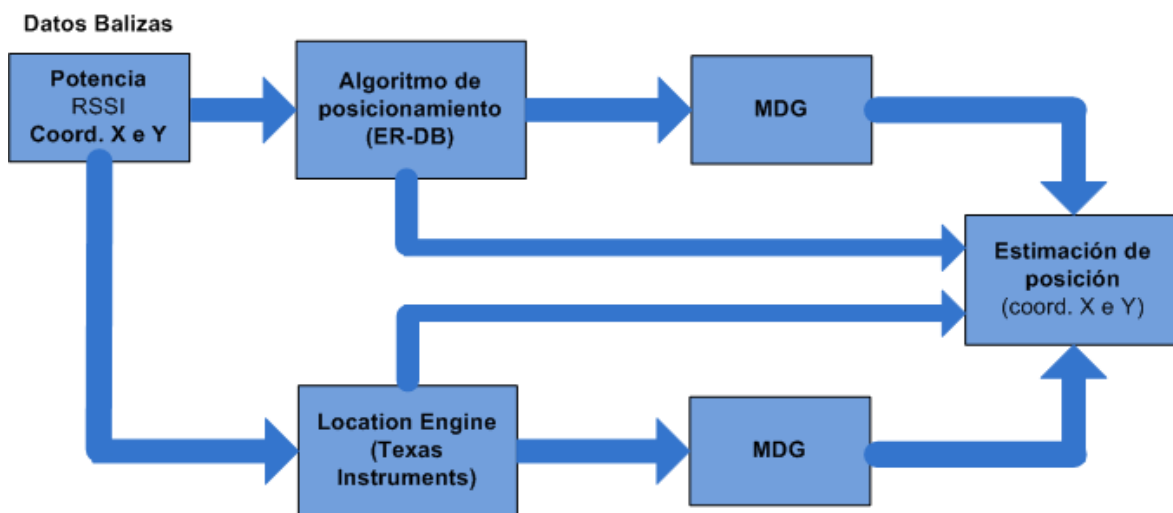 Datos Balizas
Potencia
RSSI
Coord. X e Y
Algoritmo de
posicionamiento
(ER-DB)
MDG
Estimación de
posición
(coord. X e Y)
Location Engine
(Texas
Instruments)
MDG